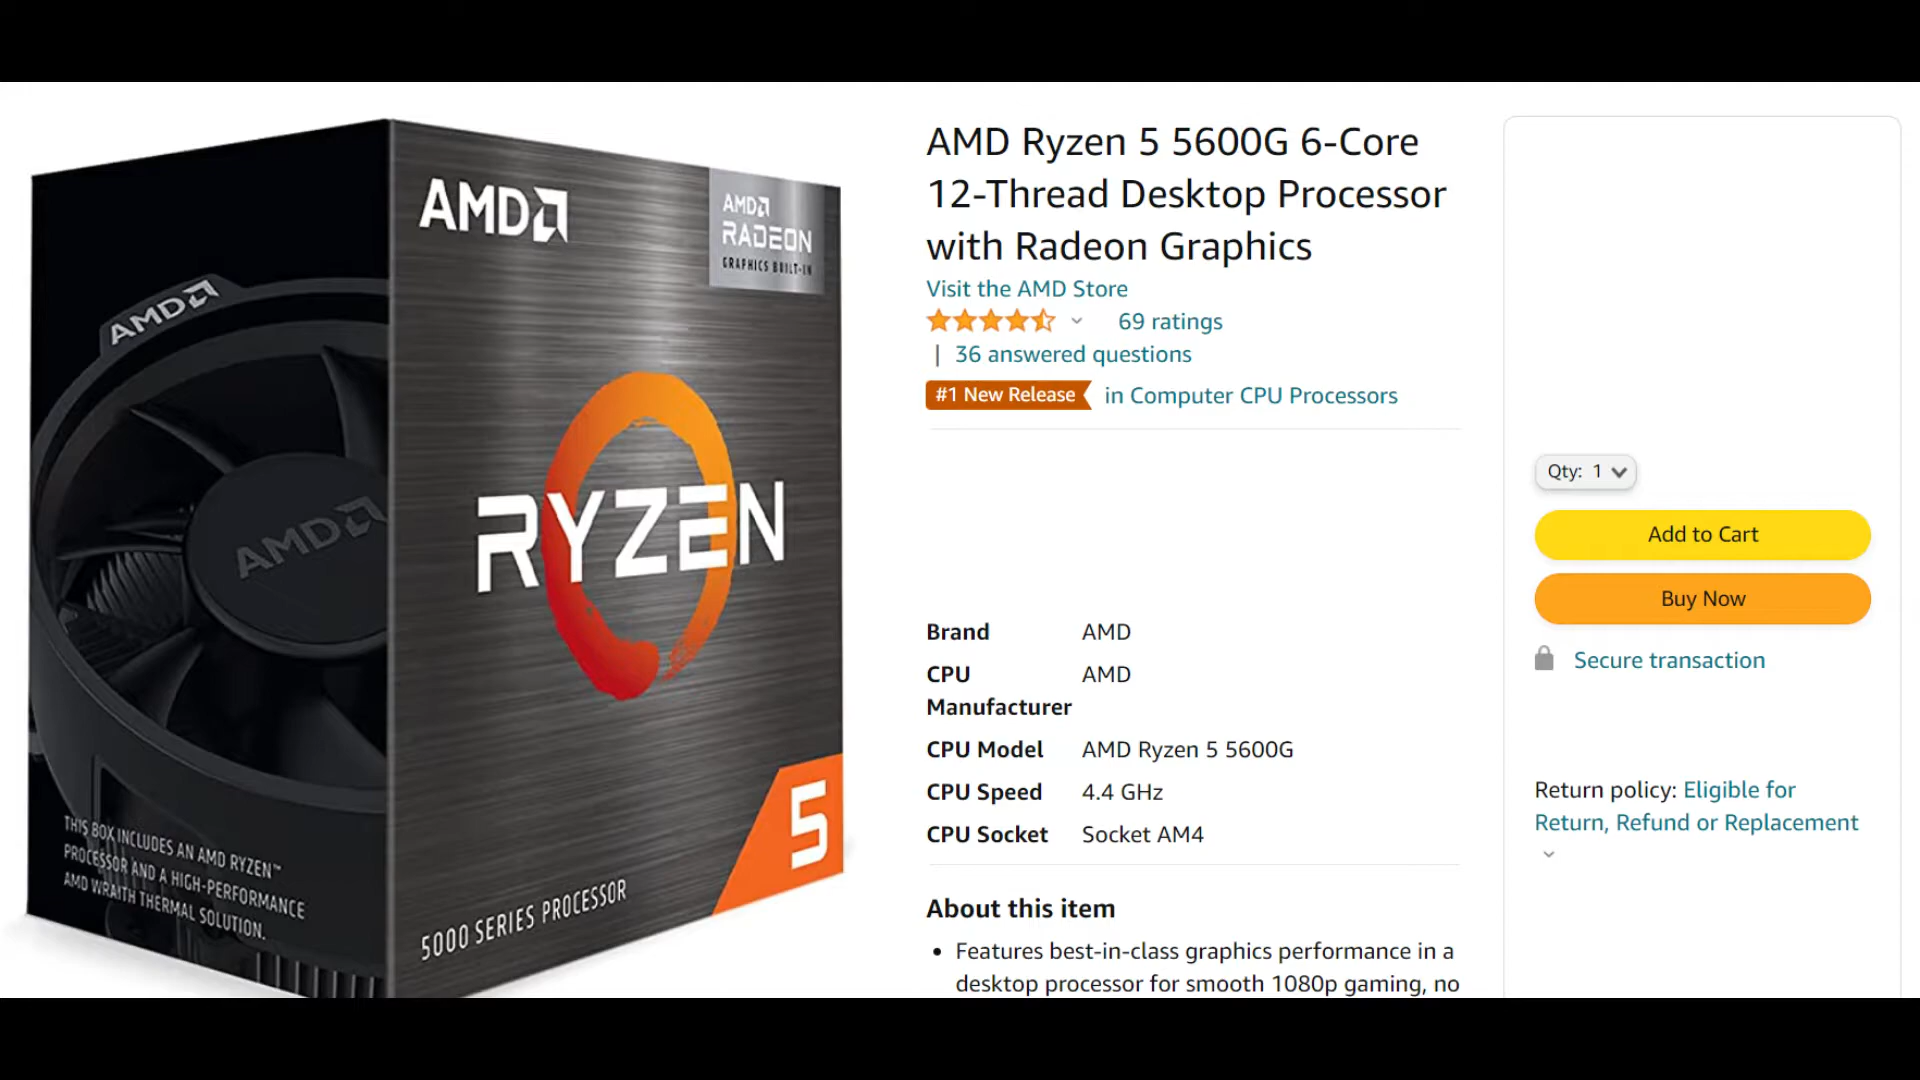 AMD
AMD
THIS BOX INCLUDES AN AMD RYZEN™
PROCESSOR AND A HIGH-PERFORMANCE
AMD WRAITH THERMAL SOLUTION.
AMD
AMD
RADEON
GRAPHICS BUILT-IN
RYZEN
5
5000 SERIES PROCESSOR
AMD Ryzen 5 5600G 6-Core
12-Thread Desktop Processor
with Radeon Graphics
Visit the AMD Store
69 ratings
| 36 answered questions
#1 New Release in Computer CPU Processors
Brand AMD
CPU AMD
Manufacturer
CPU Model AMD Ryzen 5 5600G
CPU Speed 4.4 GHz
CPU Socket Socket AM4
About this item
• Features best-in-class graphics performance in a
desktop processor for smooth 1080p gaming, no
Qty: 1
Add to Cart
Buy Now
Secure transaction
Return policy: Eligible for
Return, Refund or Replacement